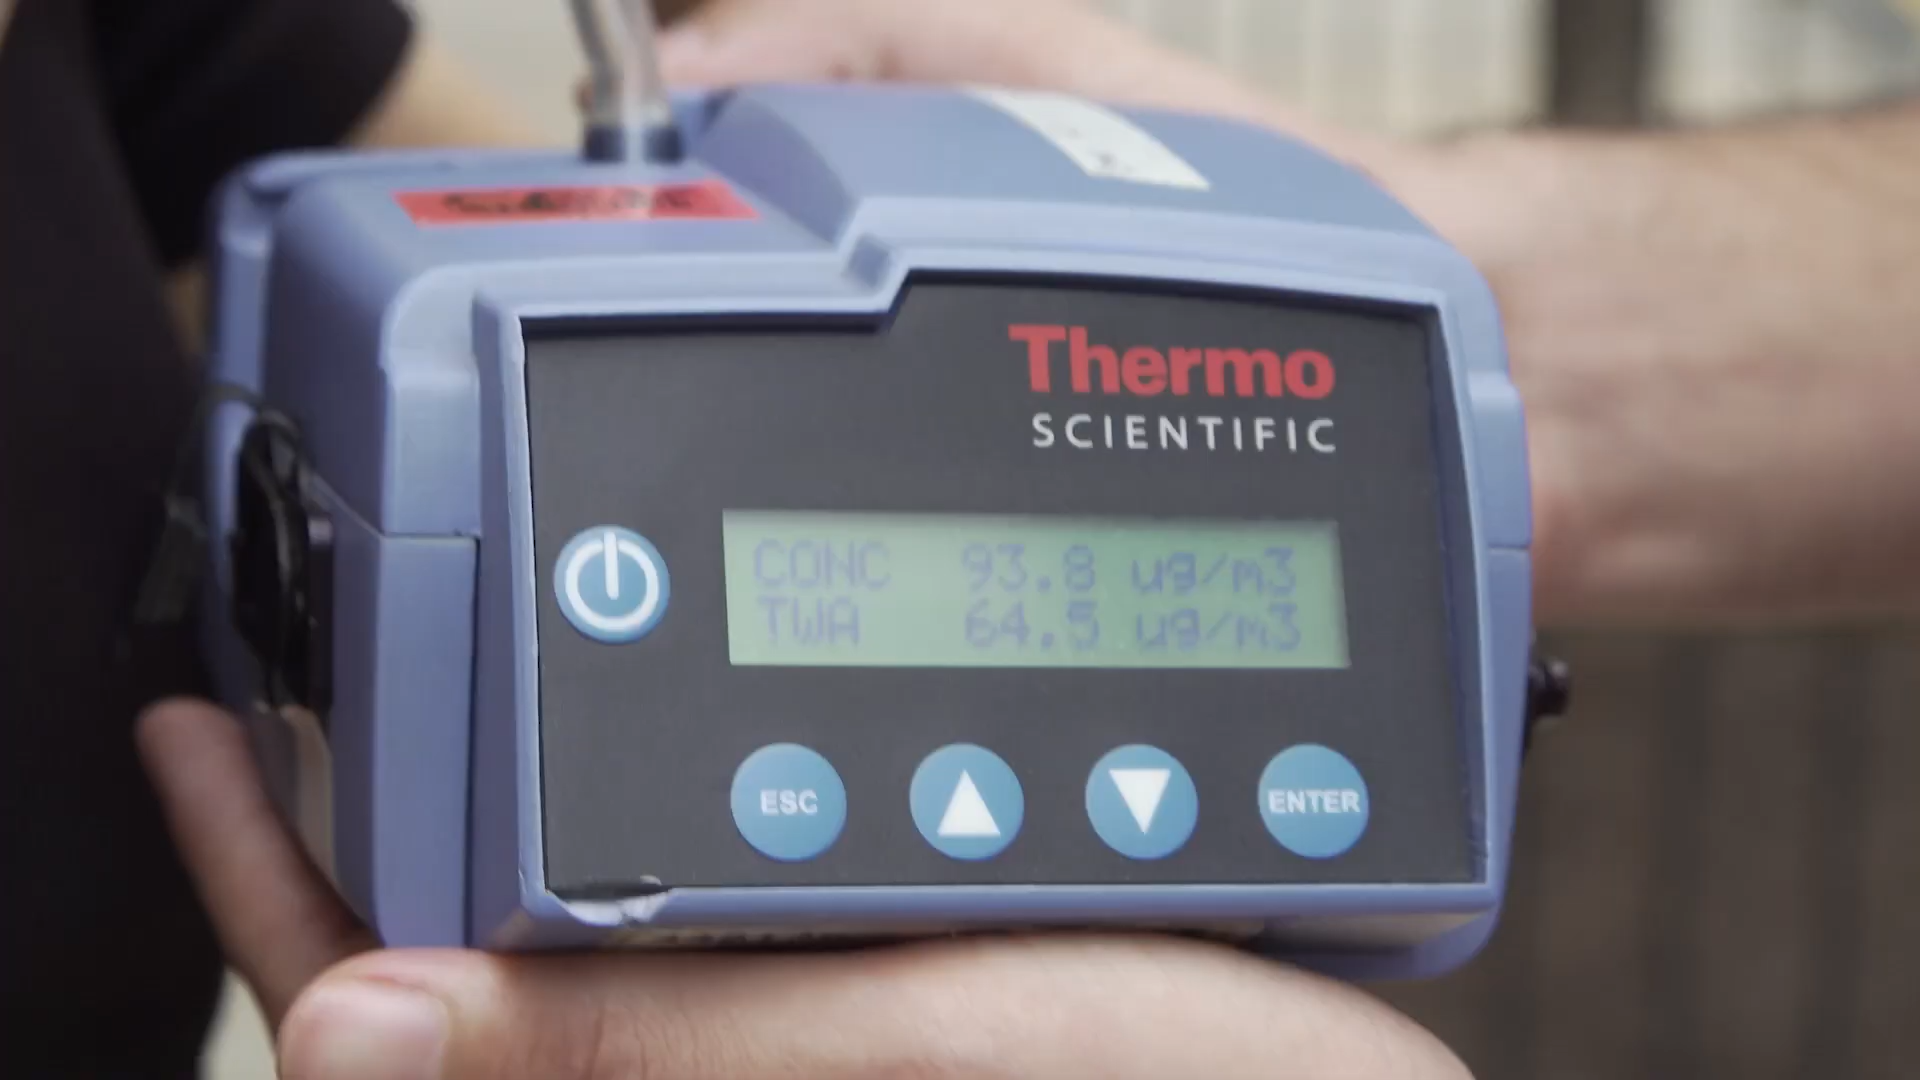 Thermo
SCIENTIFIC
CONC 93.8 ug/m3
TWA 64.5 ug/m3
ESC
ENTER